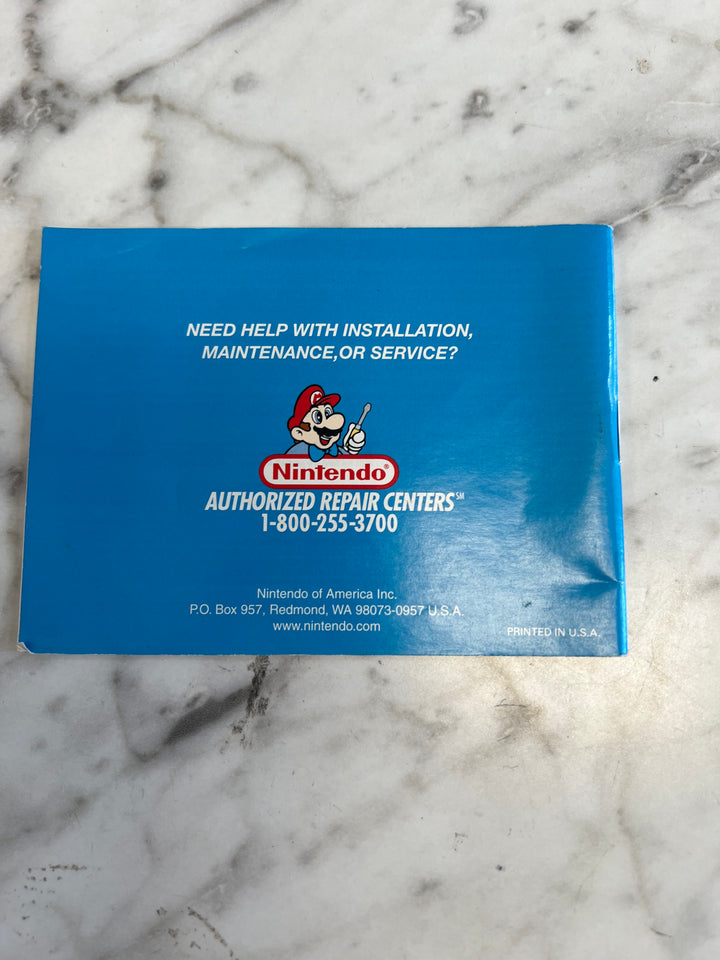 NEED HELP WITH INSTALLATION,
MAINTENANCE,OR SERVICE?
Nintendo®
AUTHORIZED REPAIR CENTERS℠
1-800-255-3700
Nintendo of America Inc.
P.O. Box 957, Redmond, WA 98073-0957 U.S.A.
www.nintendo.com
PRINTED IN U.S.A.